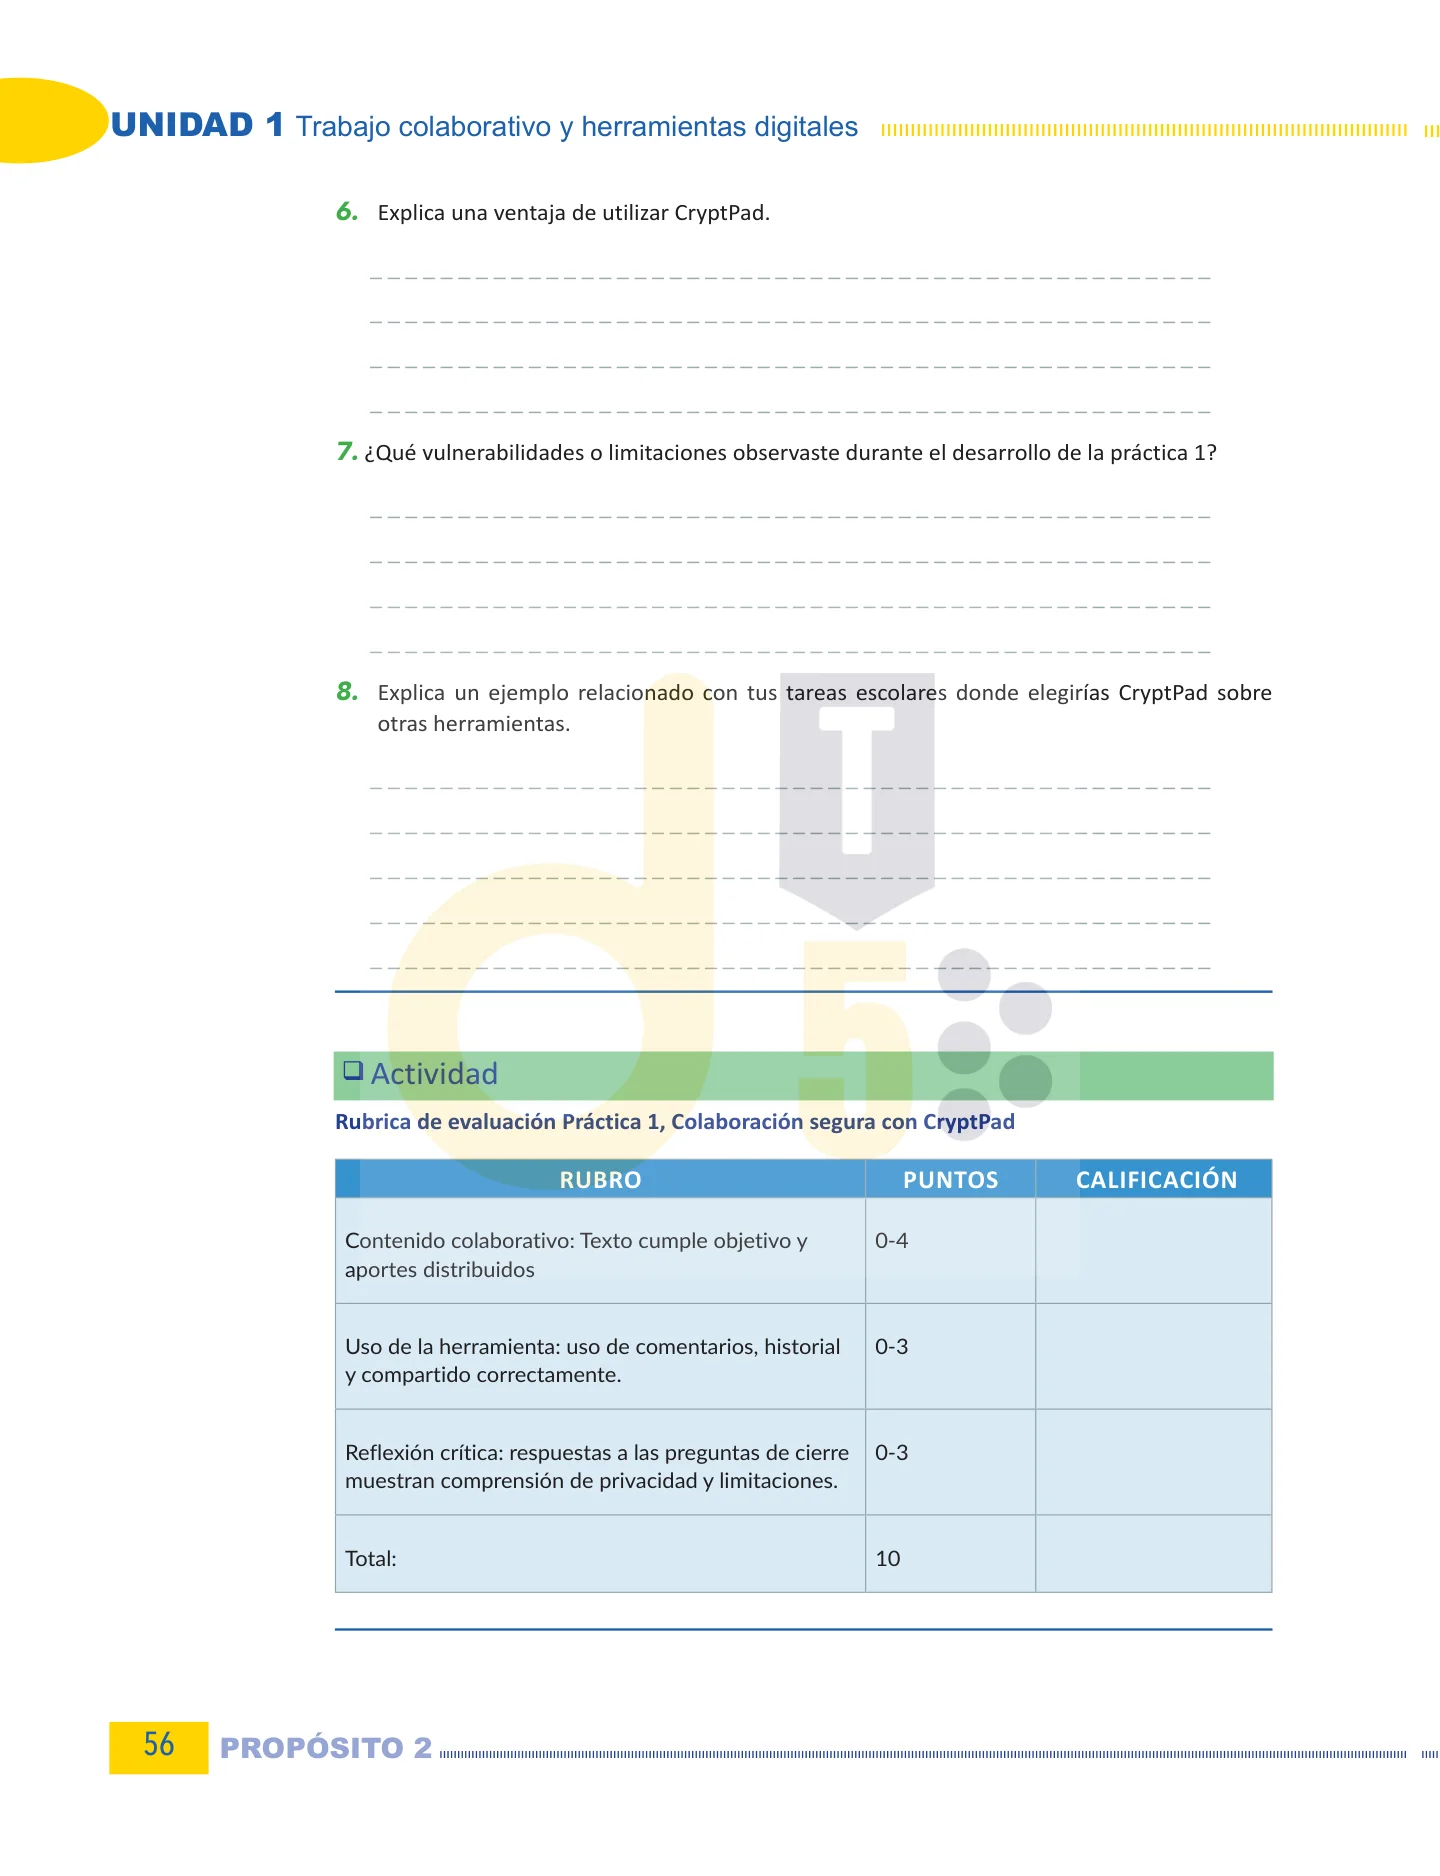 UNIDAD 1 Trabajo colaborativo y herramientas digitales
6. Explica una ventaja de utilizar CryptPad.
7. ¿Qué vulnerabilidades o limitaciones observaste durante el desarrollo de la práctica 1?
8. Explica un ejemplo relacionado con tus tareas escolares donde elegirías CryptPad sobre
otras herramientas.
dT5
Actividad
Rubrica de evaluación Práctica 1, Colaboración segura con CryptPad
RUBRO PUNTOS CALIFICACIÓN
Contenido colaborativo: Texto cumple objetivo y
aportes distribuidos
0-4
Uso de la herramienta: uso de comentarios, historial
y compartido correctamente.
0-3
Reflexión crítica: respuestas a las preguntas de cierre
muestran comprensión de privacidad y limitaciones.
0-3
Total: 10
56 PROPÓSITO 2